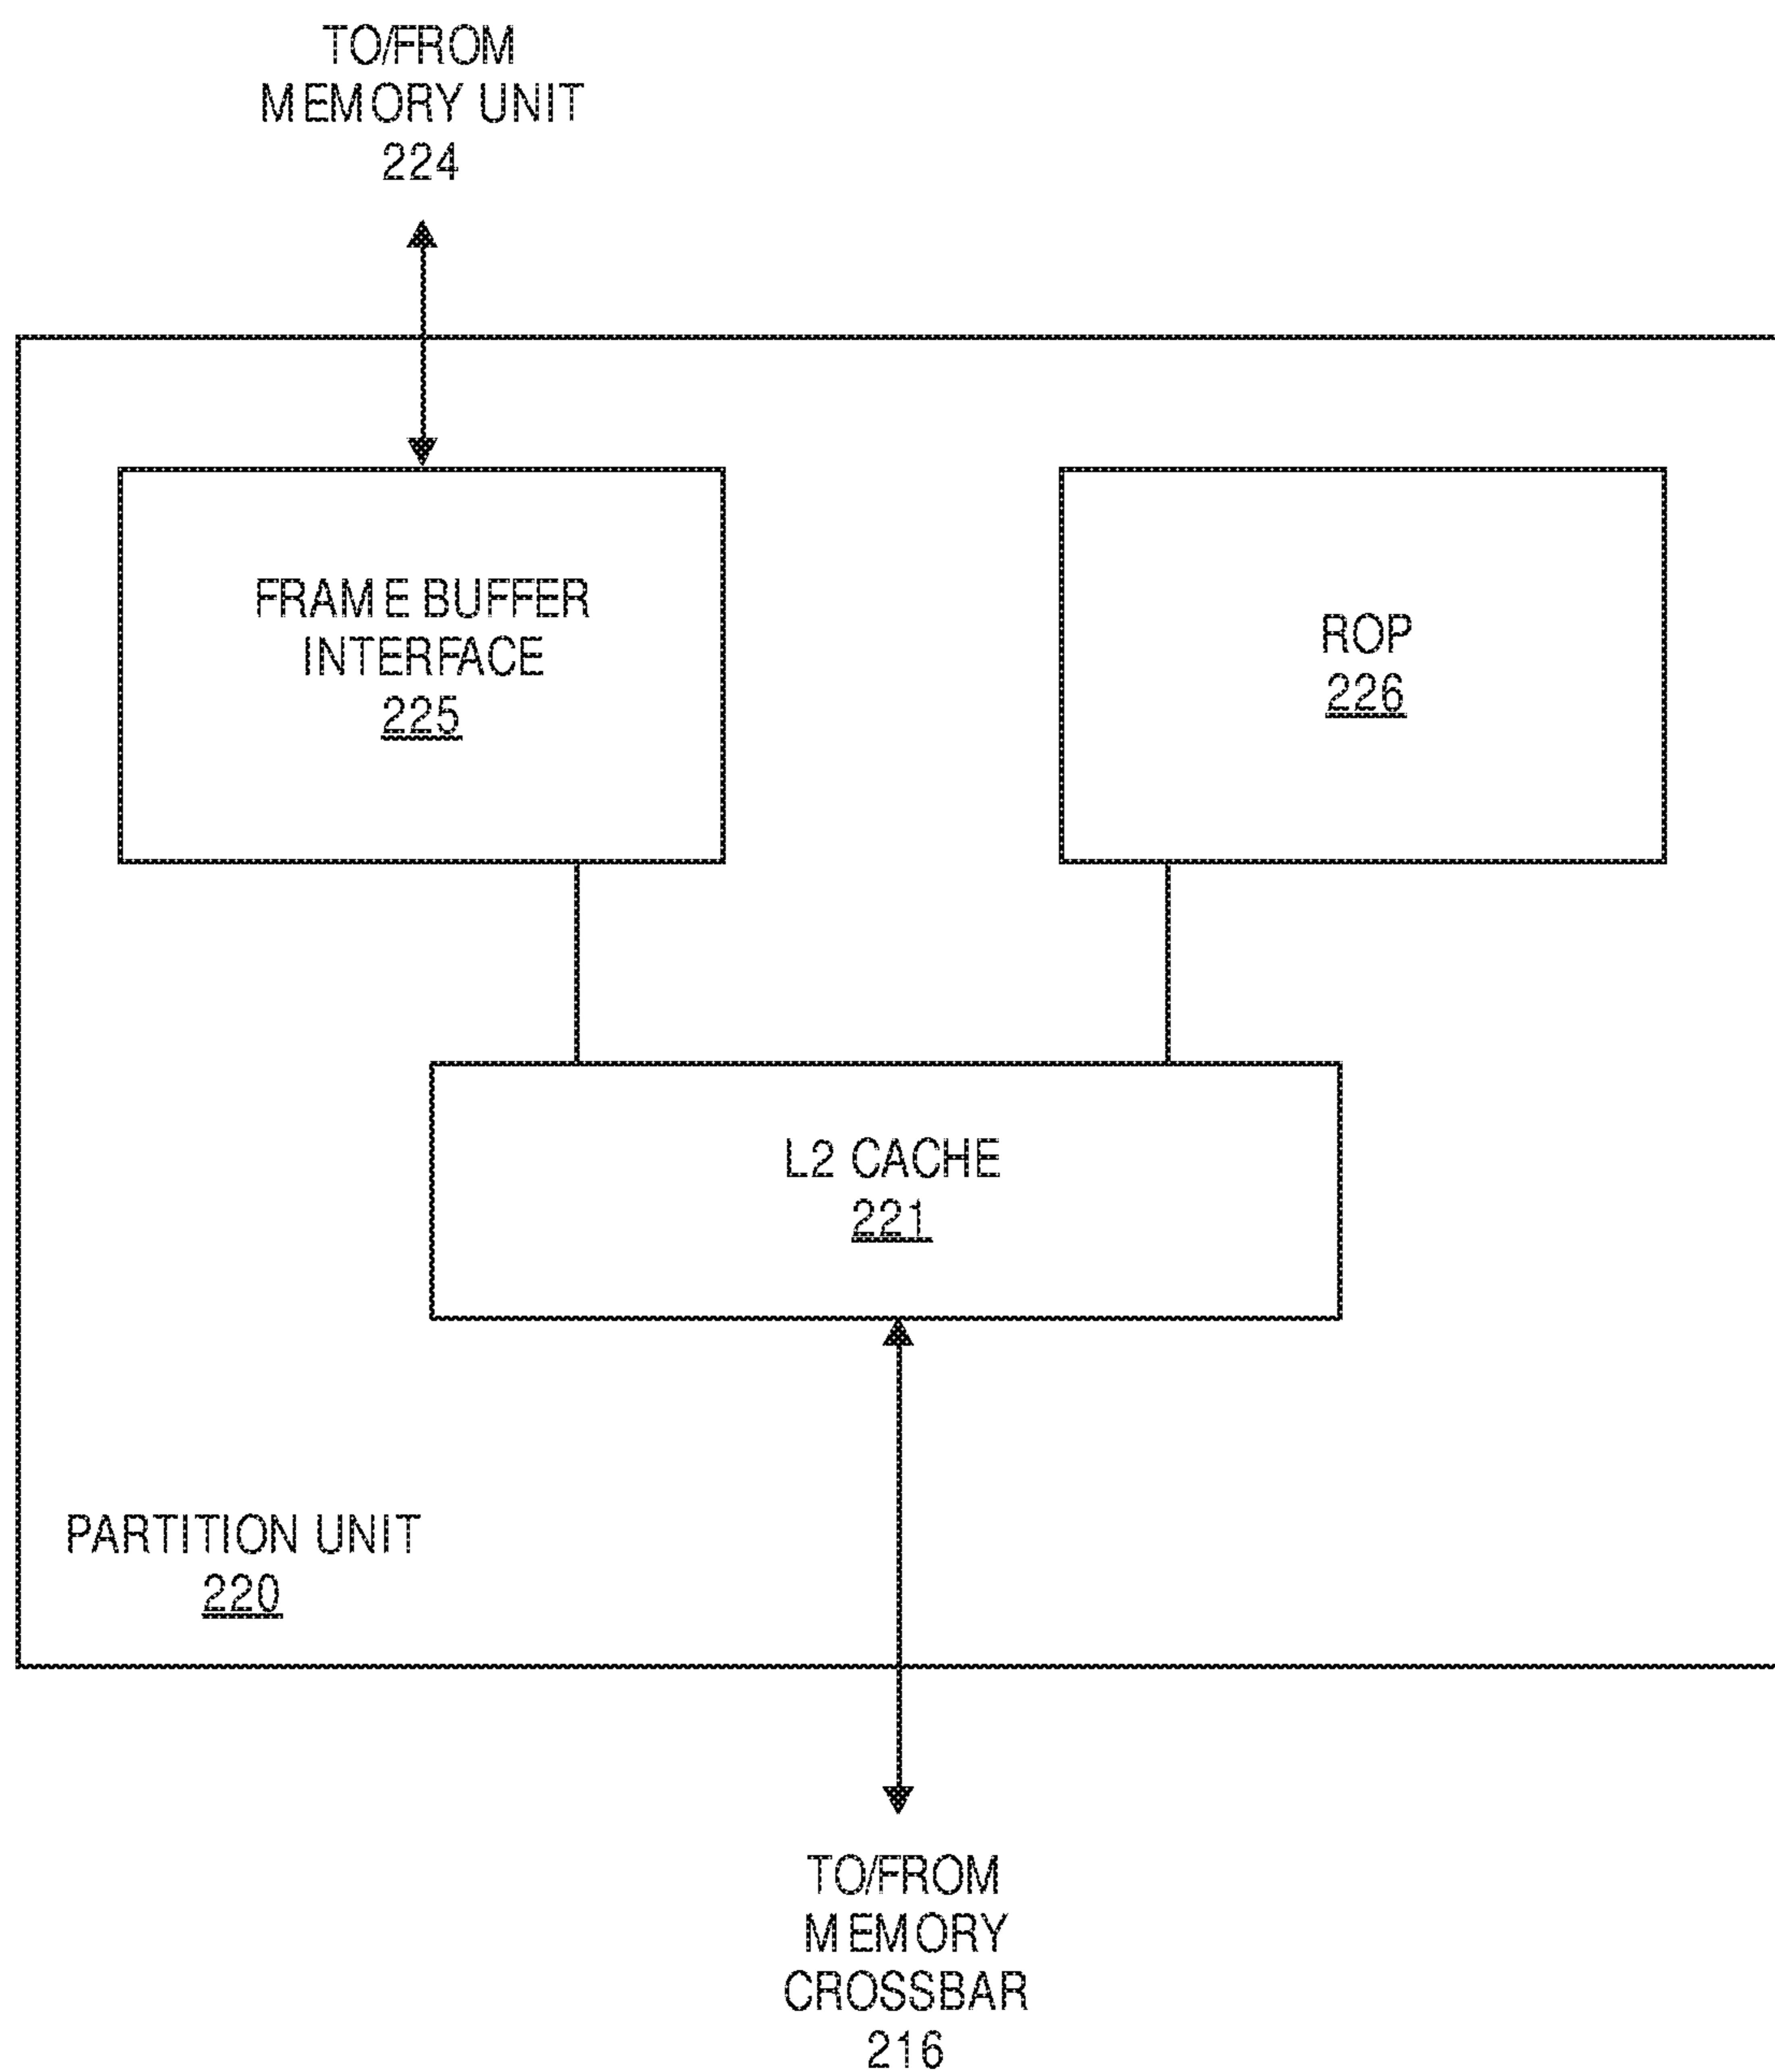 TO/FROM
MEMORY UNIT
224
FRAME BUFFER
INTERFACE
225
ROP
226
L2 CACHE
221
PARTITION UNIT
220
TO/FROM
MEMORY
CROSSBAR
216